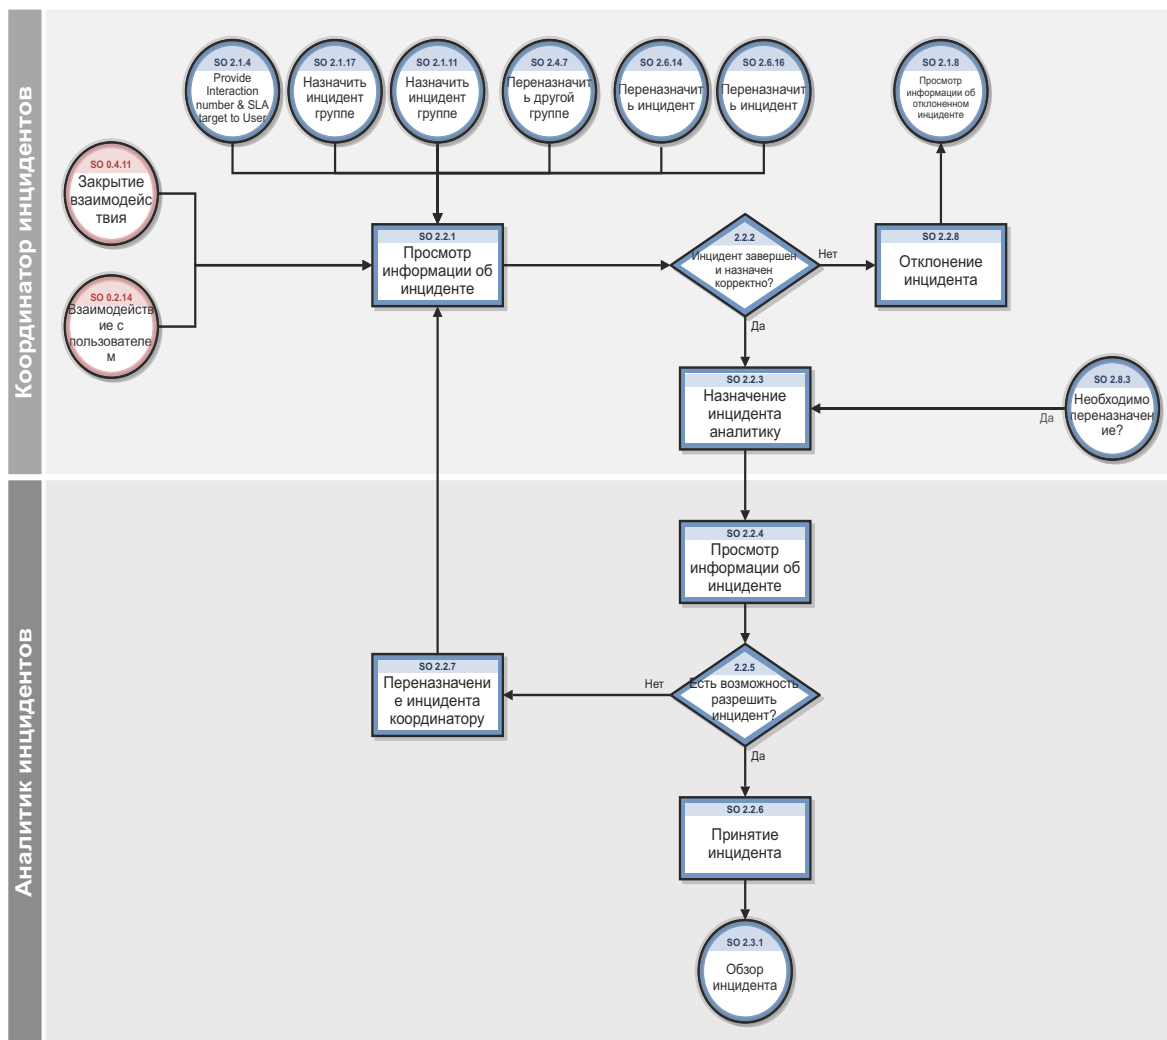 Координатор инцидентов
SO 2.1.4
Provide
Interaction
number & SLA
target to User
SO 2.1.17
Назначить
инцидент
группе
SO 2.1.11
Назначить
инцидент
группе
SO 2.4.7
Переназначит
ь другой
группе
SO 2.6.14
Переназначит
ь инцидент
SO 2.6.16
Переназначит
ь инцидент
SO 2.1.8
Просмотр
информации об
отклоненном
инциденте
SO 0.4.11
Закрытие
взаимодейс
твия
SO 0.2.14
Взаимодейств
ие с
пользователе
м
SO 2.2.1
Просмотр
информации об
инциденте
2.2.2
Инцидент завершен
и назначен
корректно?
Нет
Да
SO 2.2.8
Отклонение
инцидента
SO 2.2.3
Назначение
инцидента
аналитику
SO 2.8.3
Необходимо
переназначен
ие?
Да
Аналитик инцидентов
SO 2.2.4
Просмотр
информации об
инциденте
2.2.5
Есть возможность
разрешить
инцидент?
Нет
Да
SO 2.2.7
Переназначени
е инцидента
координатору
SO 2.2.6
Принятие
инцидента
SO 2.3.1
Обзор
инцидента